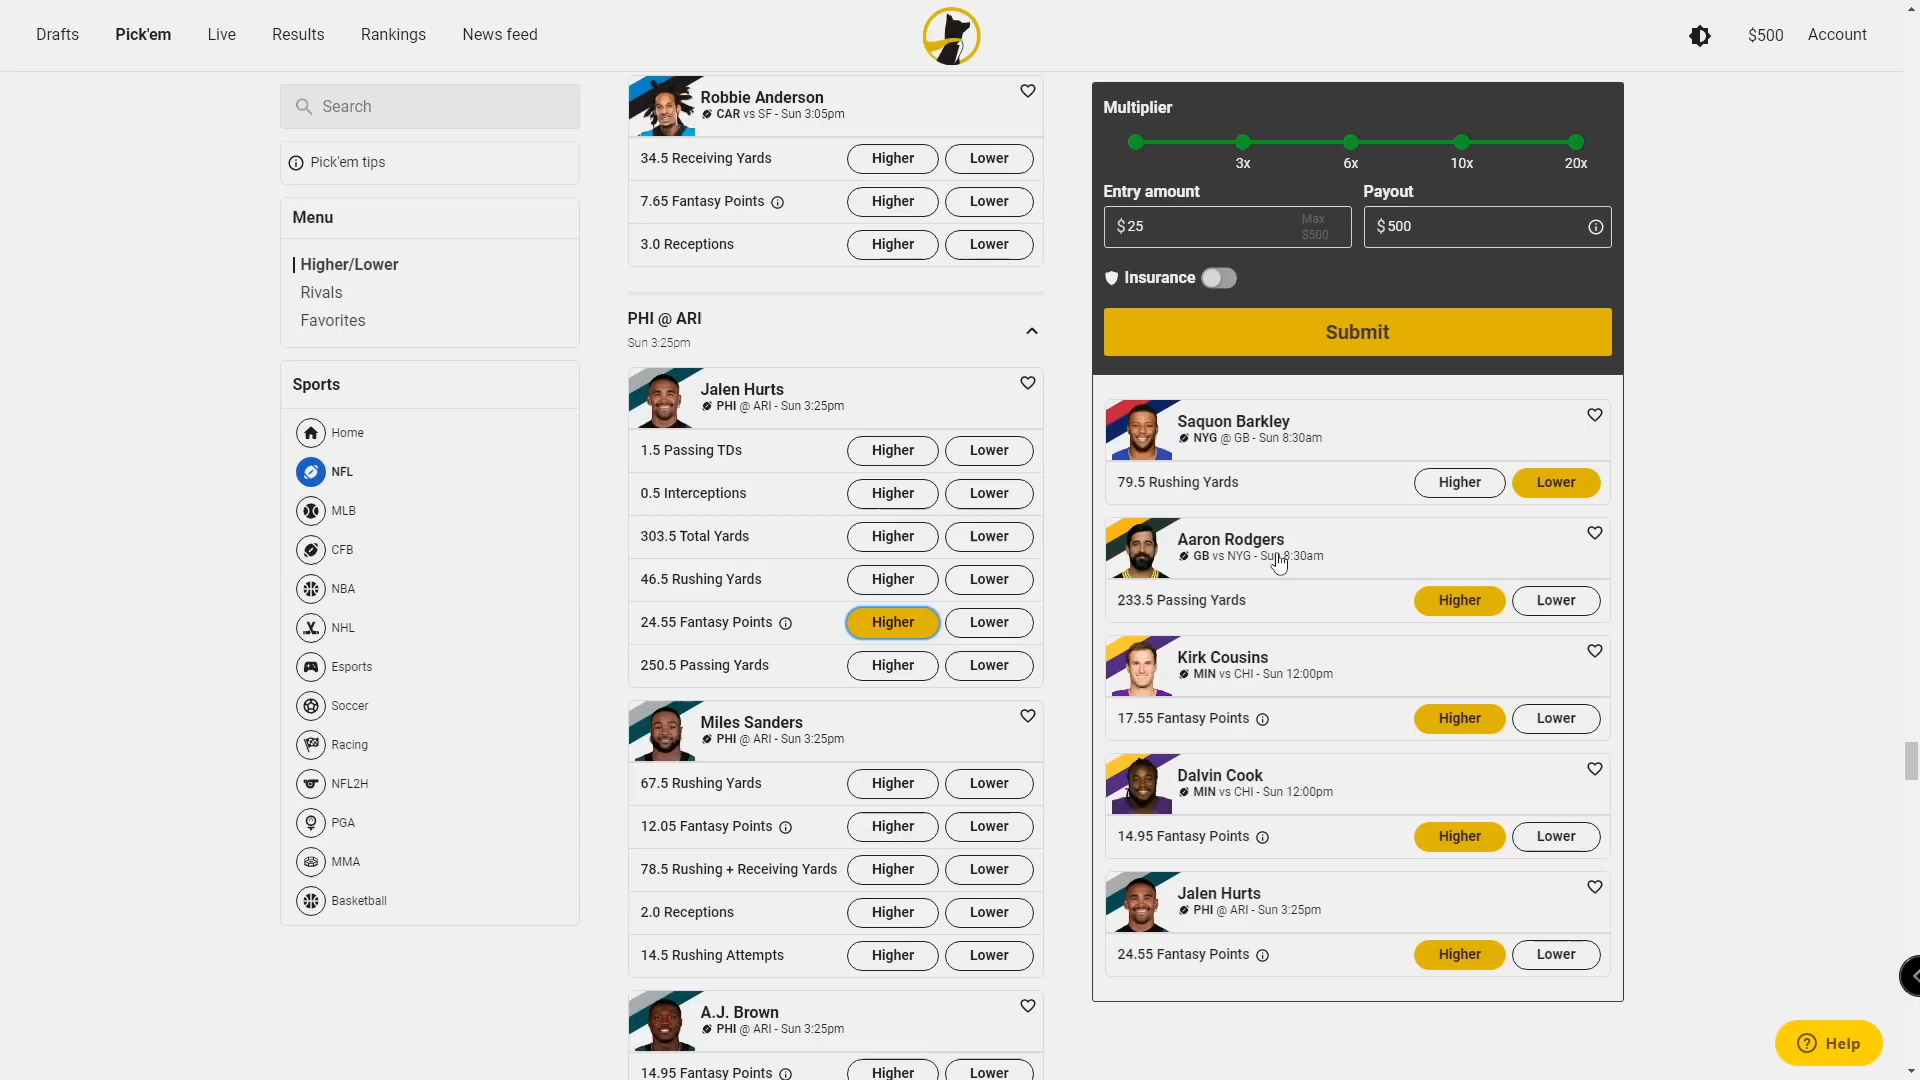 Drafts
Pick'em
Live
Results
Rankings
News feed
$500
Account
Search
Pick'em tips
Menu
Higher/Lower
Rivals
Favorites
Sports
Home
NFL
MLB
CFB
NBA
NHL
Esports
Soccer
Racing
NFL2H
PGA
MMA
Basketball
Robbie Anderson
CAR vs SF - Sun 3:05pm
34.5 Receiving Yards Higher Lower
7.65 Fantasy Points Higher Lower
3.0 Receptions Higher Lower
PHI @ ARI
Sun 3:25pm
Jalen Hurts
PHI @ ARI - Sun 3:25pm
1.5 Passing TDs Higher Lower
0.5 Interceptions Higher Lower
303.5 Total Yards Higher Lower
46.5 Rushing Yards Higher Lower
24.55 Fantasy Points Higher Lower
250.5 Passing Yards Higher Lower
Miles Sanders
PHI @ ARI - Sun 3:25pm
67.5 Rushing Yards Higher Lower
12.05 Fantasy Points Higher Lower
78.5 Rushing + Receiving Yards Higher Lower
2.0 Receptions Higher Lower
14.5 Rushing Attempts Higher Lower
A.J. Brown
PHI @ ARI - Sun 3:25pm
14.95 Fantasy Points Higher Lower
Multiplier
3x 6x 10x 20x
Entry amount Payout
$25 Max $500 $500
Insurance
Submit
Saquon Barkley
NYG @ GB - Sun 8:30am
79.5 Rushing Yards Higher Lower
Aaron Rodgers
GB vs NYG - Sun 8:30am
233.5 Passing Yards Higher Lower
Kirk Cousins
MIN vs CHI - Sun 12:00pm
17.55 Fantasy Points Higher Lower
Dalvin Cook
MIN vs CHI - Sun 12:00pm
14.95 Fantasy Points Higher Lower
Jalen Hurts
PHI @ ARI - Sun 3:25pm
24.55 Fantasy Points Higher Lower
Help